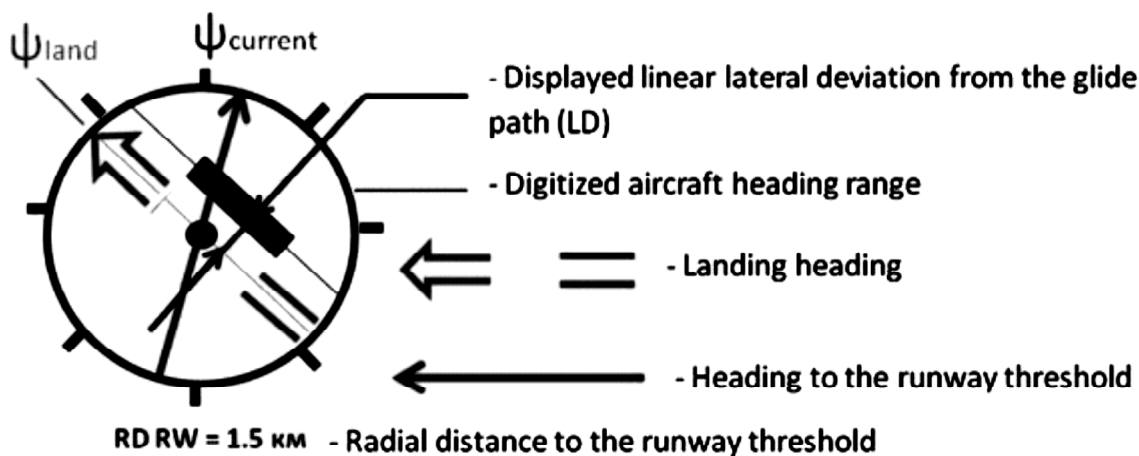 Ψland
Ψcurrent
- Displayed linear lateral deviation from the glide
path (LD)
- Digitized aircraft heading range
- Landing heading
- Heading to the runway threshold
RD RW = 1.5 км - Radial distance to the runway threshold